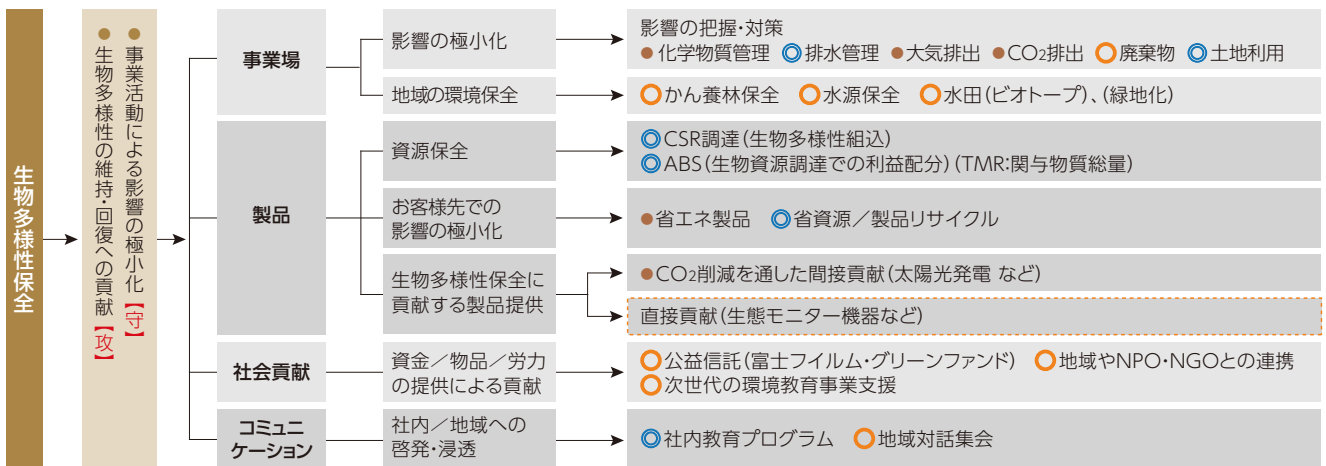 生物多様性保全
● 事業活動による影響の極小化【守】
● 生物多様性の維持・回復への貢献【攻】
事業場
影響の極小化
影響の把握・対策
●化学物質管理 ◎排水管理 ●大気排出 ●CO2排出 ○廃棄物 ◎土地利用
地域の環境保全
○かん養林保全 ○水源保全 ○水田(ビオトープ)、(緑地化)
製品
資源保全
◎CSR調達(生物多様性組込)
◎ABS(生物資源調達での利益配分)(TMR:関与物質総量)
お客様先での
影響の極小化
●省エネ製品 ◎省資源／製品リサイクル
生物多様性保全に
貢献する製品提供
●CO2削減を通した間接貢献(太陽光発電 など)
直接貢献(生態モニター機器など)
社会貢献
資金／物品／労力
の提供による貢献
○公益信託(富士フイルム・グリーンファンド) ○地域やNPO・NGOとの連携
○次世代の環境教育事業支援
コミュニ
ケーション
社内／地域への
啓発・浸透
◎社内教育プログラム ○地域対話集会